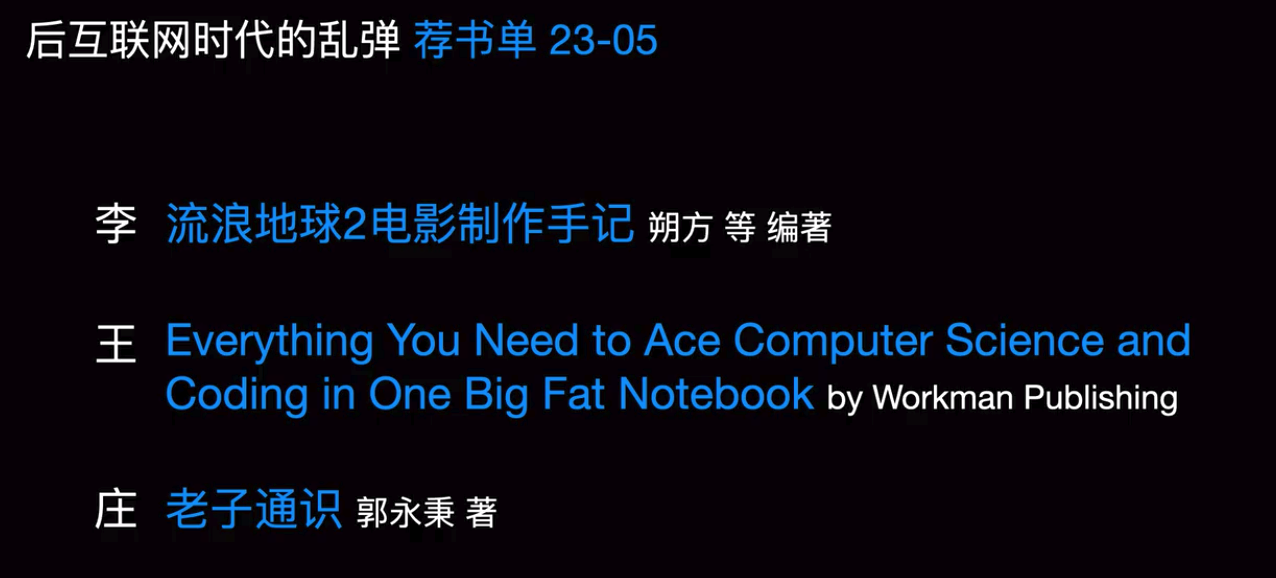 后互联网时代的乱弹 荐书单 23-05
李 流浪地球2电影制作手记 朔方 等 编著
王 Everything You Need to Ace Computer Science and
Coding in One Big Fat Notebook by Workman Publishing
庄 老子通识 郭永秉 著